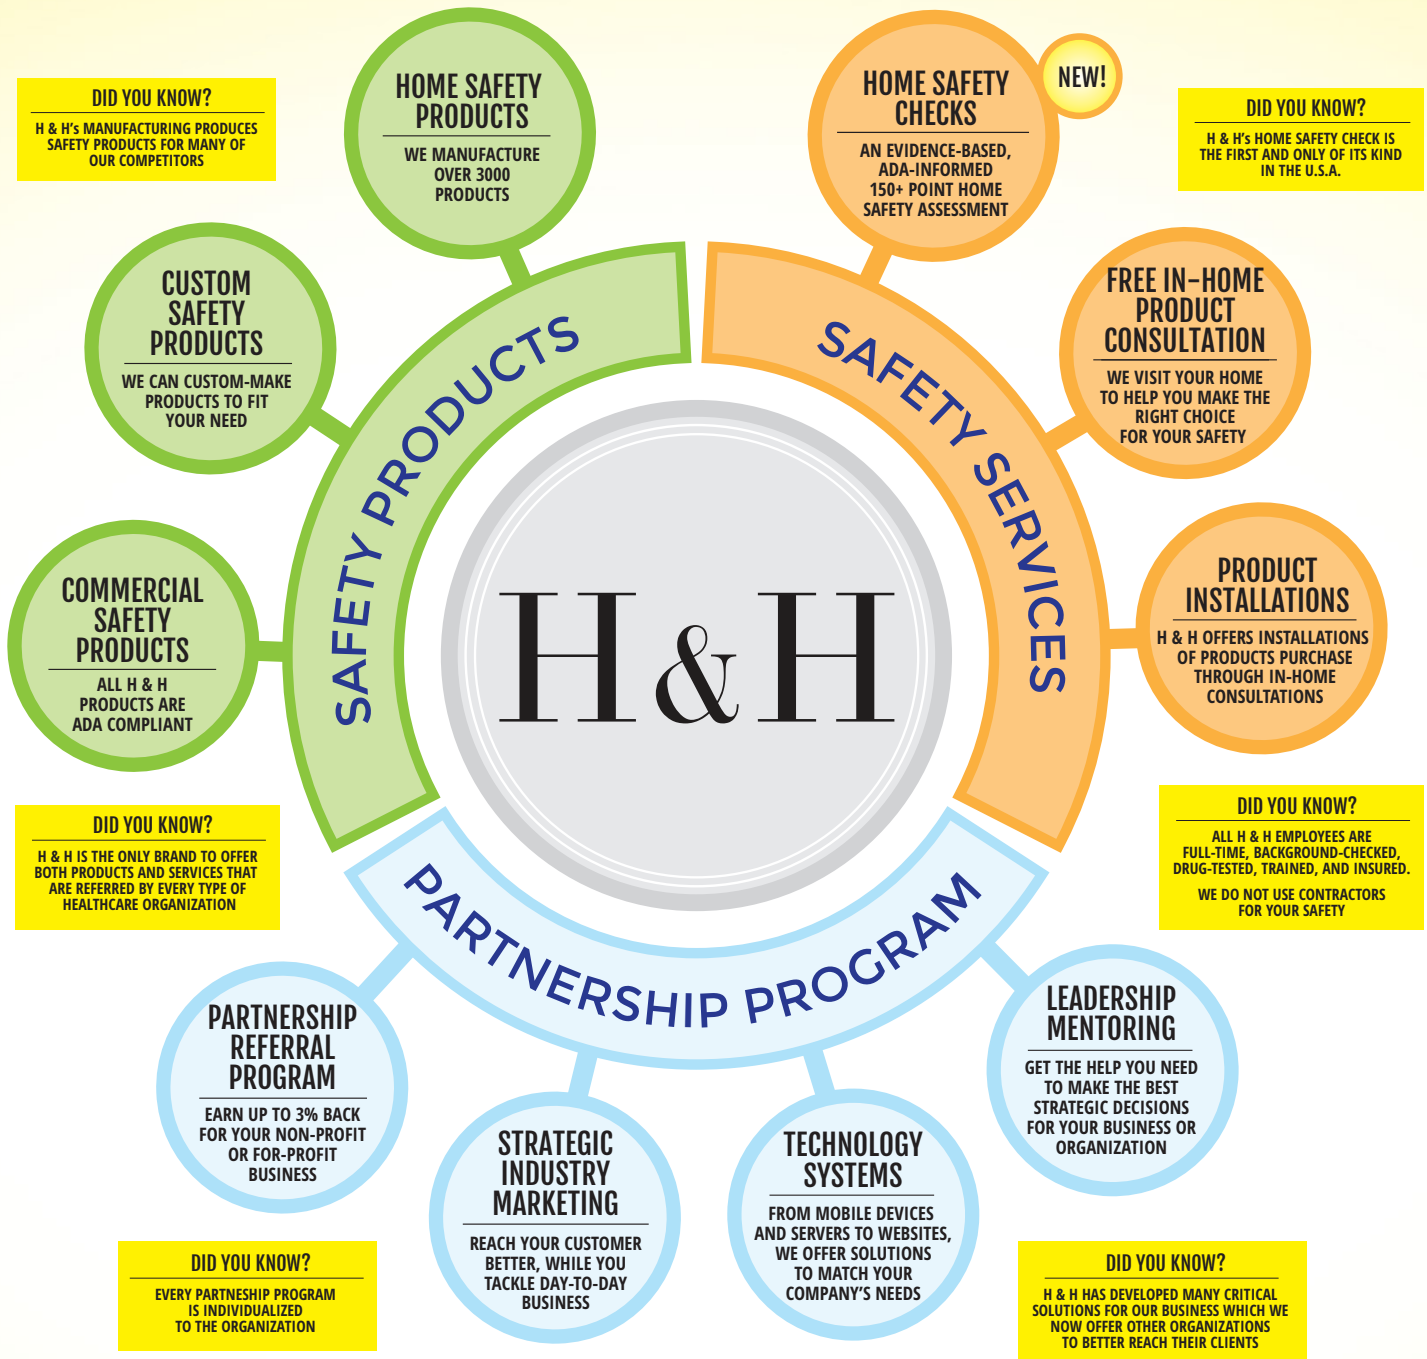 DID YOU KNOW?
H & H's MANUFACTURING PRODUCES
SAFETY PRODUCTS FOR MANY OF
OUR COMPETITORS
HOME SAFETY
PRODUCTS
WE MANUFACTURE
OVER 3000
PRODUCTS
HOME SAFETY
CHECKS
AN EVIDENCE-BASED,
ADA-INFORMED
150+ POINT HOME
SAFETY ASSESSMENT
NEW!
DID YOU KNOW?
H & H's HOME SAFETY CHECK IS
THE FIRST AND ONLY OF ITS KIND
IN THE U.S.A.
CUSTOM
SAFETY
PRODUCTS
WE CAN CUSTOM-MAKE
PRODUCTS TO FIT
YOUR NEED
FREE IN-HOME
PRODUCT
CONSULTATION
WE VISIT YOUR HOME
TO HELP YOU MAKE THE
RIGHT CHOICE
FOR YOUR SAFETY
SAFETY PRODUCTS
SAFETY SERVICES
COMMERCIAL
SAFETY
PRODUCTS
ALL H & H
PRODUCTS ARE
ADA COMPLIANT
H & H
PRODUCT
INSTALLATIONS
H & H OFFERS INSTALLATIONS
OF PRODUCTS PURCHASE
THROUGH IN-HOME
CONSULTATIONS
DID YOU KNOW?
H & H IS THE ONLY BRAND TO OFFER
BOTH PRODUCTS AND SERVICES THAT
ARE REFERRED BY EVERY TYPE OF
HEALTHCARE ORGANIZATION
DID YOU KNOW?
ALL H & H EMPLOYEES ARE
FULL-TIME, BACKGROUND-CHECKED,
DRUG-TESTED, TRAINED, AND INSURED.
WE DO NOT USE CONTRACTORS
FOR YOUR SAFETY
PARTNERSHIP PROGRAM
PARTNERSHIP
REFERRAL
PROGRAM
EARN UP TO 3% BACK
FOR YOUR NON-PROFIT
OR FOR-PROFIT
BUSINESS
STRATEGIC
INDUSTRY
MARKETING
REACH YOUR CUSTOMER
BETTER, WHILE YOU
TACKLE DAY-TO-DAY
BUSINESS
TECHNOLOGY
SYSTEMS
FROM MOBILE DEVICES
AND SERVERS TO WEBSITES,
WE OFFER SOLUTIONS
TO MATCH YOUR
COMPANY'S NEEDS
LEADERSHIP
MENTORING
GET THE HELP YOU NEED
TO MAKE THE BEST
STRATEGIC DECISIONS
FOR YOUR BUSINESS OR
ORGANIZATION
DID YOU KNOW?
EVERY PARTNESHIP PROGRAM
IS INDIVIDUALIZED
TO THE ORGANIZATION
DID YOU KNOW?
H & H HAS DEVELOPED MANY CRITICAL
SOLUTIONS FOR OUR BUSINESS WHICH WE
NOW OFFER OTHER ORGANIZATIONS
TO BETTER REACH THEIR CLIENTS